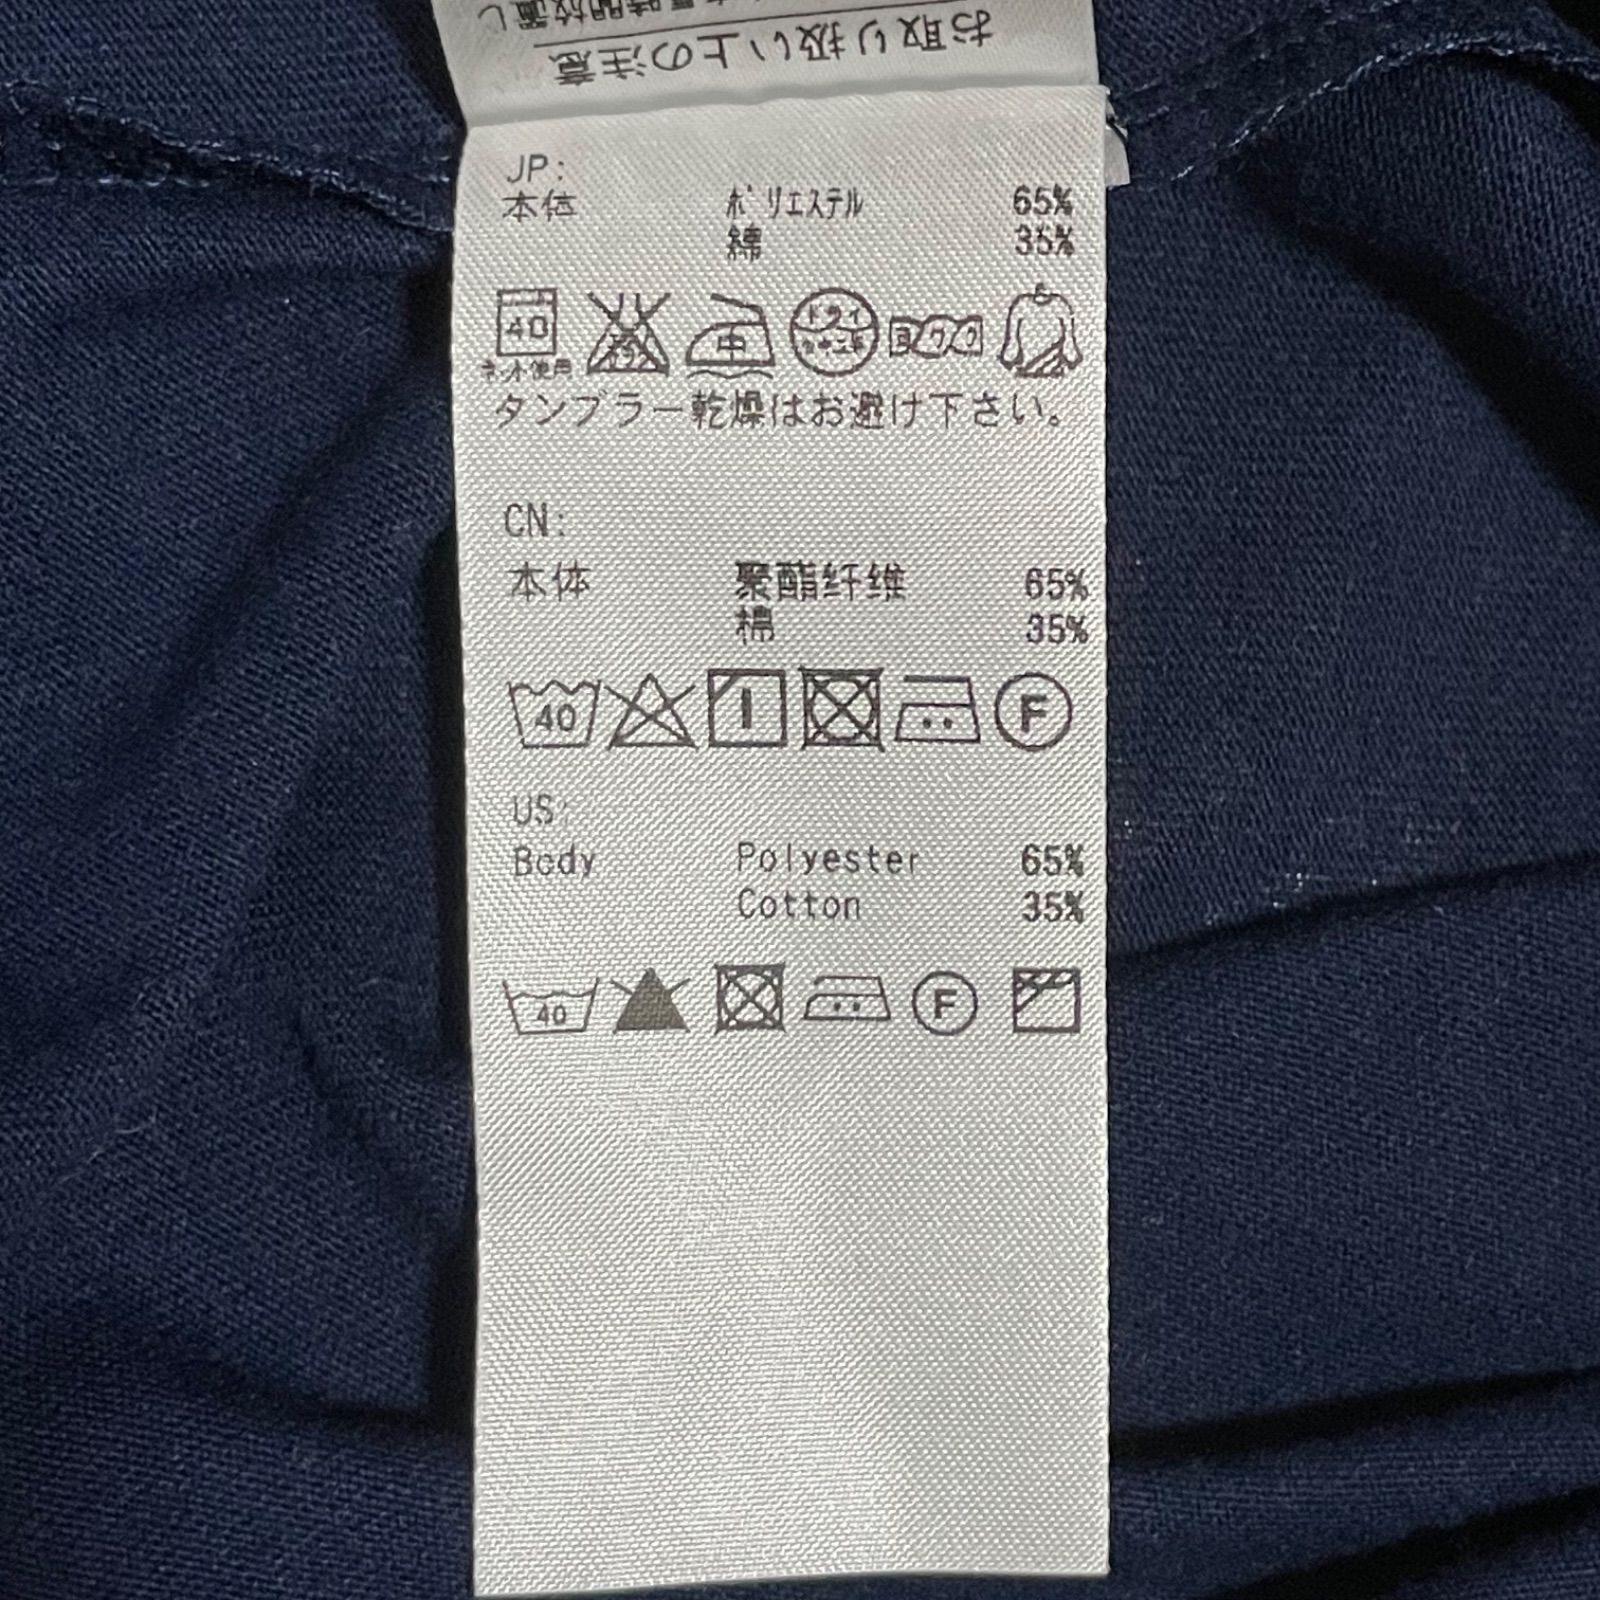 お取り扱い上の注意
JP:
本体 ポリエステル 65%
綿 35%
40 中 ドライ ヨワク
ネット使用
タンブラー乾燥はお避け下さい。
CN:
本体 聚酯纤维 65%
棉 35%
40 F
US:
Body Polyester 65%
Cotton 35%
40 F